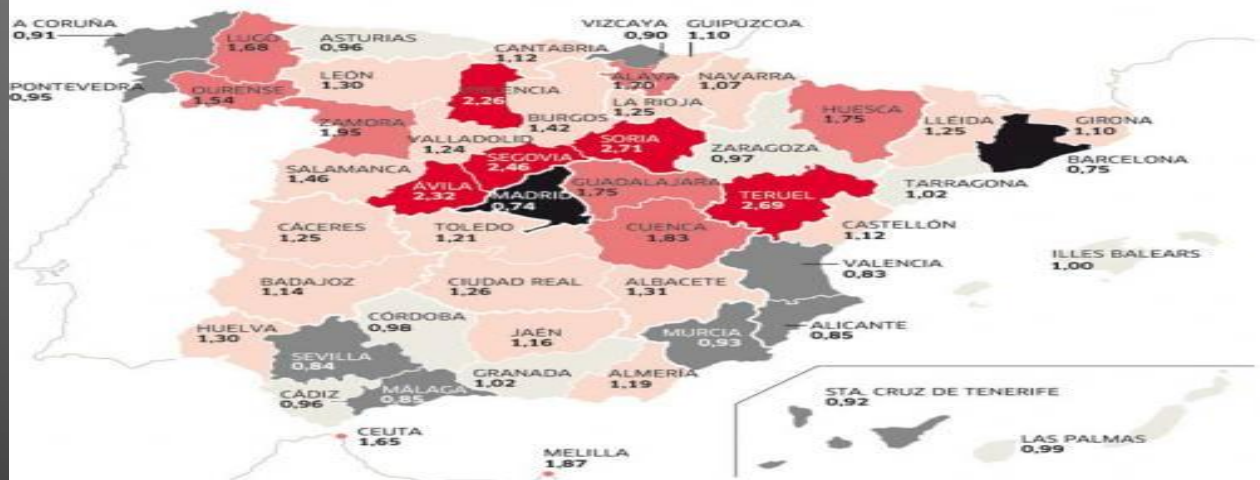 A CORUÑA
0,91
LUGO
1,68
ASTURIAS
0,96
CANTABRIA
1,12
VIZCAYA
0,90
GUIPÚZCOA
1,10
PONTEVEDRA
0,95
OURENSE
1,54
LEÓN
1,30
PALENCIA
2,26
BURGOS
1,42
ÁLAVA
1,70
LA RIOJA
1,25
NAVARRA
1,07
HUESCA
1,75
LLEIDA
1,25
GIRONA
1,10
BARCELONA
0,75
ZAMORA
1,95
VALLADOLID
1,24
SORIA
2,71
ZARAGOZA
0,97
TARRAGONA
1,02
SALAMANCA
1,46
SEGOVIA
2,46
ÁVILA
2,32
MADRID
0,74
GUADALAJARA
1,75
TERUEL
2,69
CÁCERES
1,25
TOLEDO
1,21
CUENCA
1,83
CASTELLÓN
1,12
VALENCIA
0,83
ILLES BALEARS
1,00
BADAJOZ
1,14
CIUDAD REAL
1,26
ALBACETE
1,31
HUELVA
1,30
CÓRDOBA
0,98
JAÉN
1,16
MURCIA
0,93
ALICANTE
0,85
SEVILLA
0,84
GRANADA
1,02
ALMERÍA
1,19
CÁDIZ
0,96
MÁLAGA
0,85
STA. CRUZ DE TENERIFE
0,92
LAS PALMAS
0,99
CEUTA
1,65
MELILLA
1,87